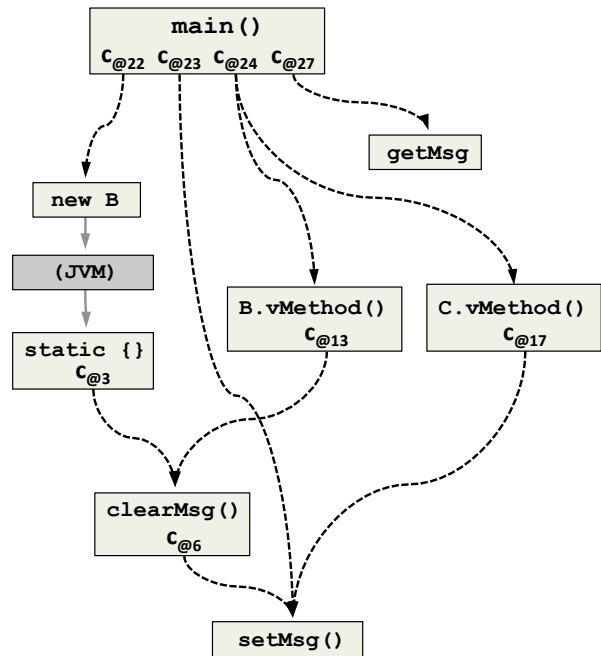 main()
C@22 C@23 C@24 C@27
getMsg
new B
(JVM)
B.vMethod()
C@13
C.vMethod()
C@17
static {}
C@3
clearMsg()
C@6
setMsg()